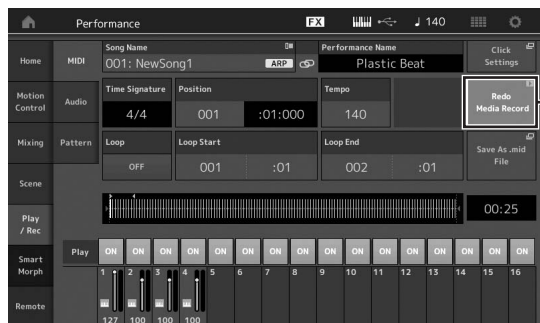 Performance FX 140
Home MIDI Song Name 001: NewSong1 ARP Performance Name Plastic Beat Click Settings
Motion Control Audio Time Signature 4/4 Position 001 :01:000 Tempo 140 Redo Media Record
Mixing Pattern Loop OFF Loop Start 001 :01 Loop End 002 :01 Save As .mid File
Scene
Play / Rec 00:25
Smart Morph Play ON ON ON ON ON ON ON ON ON ON ON ON ON ON ON ON
1 2 3 4 5 6 7 8 9 10 11 12 13 14 15 16
Remote 127 100 100 100